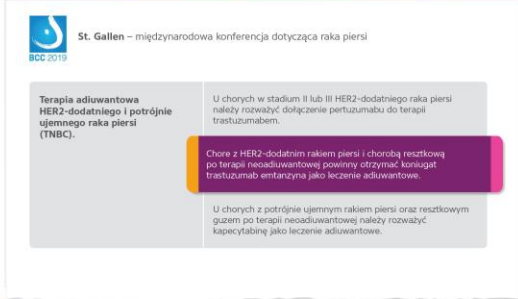 St. Gallen – międzynarodowa konferencja dotycząca raka piersi
BCC 2019
Terapia adiuwantowa
HER2-dodatniego i potrójnie
ujemnego raka piersi
(TNBC).
U chorych w stadium II lub III HER2-dodatniego raka piersi
należy rozważyć dołączenie pertuzumabu do terapii
trastuzumabem.
Chore z HER2-dodatnim rakiem piersi i chorobą resztkową
po terapii neoadiuwantowej powinny otrzymać koniugat
trastuzumab emtanzyna jako leczenie adiuwantowe.
U chorych z potrójnie ujemnym rakiem piersi oraz resztkowym
guzem po terapii neoadiuwantowej należy rozważyć
kapecytabinę jako leczenie adiuwantowe.